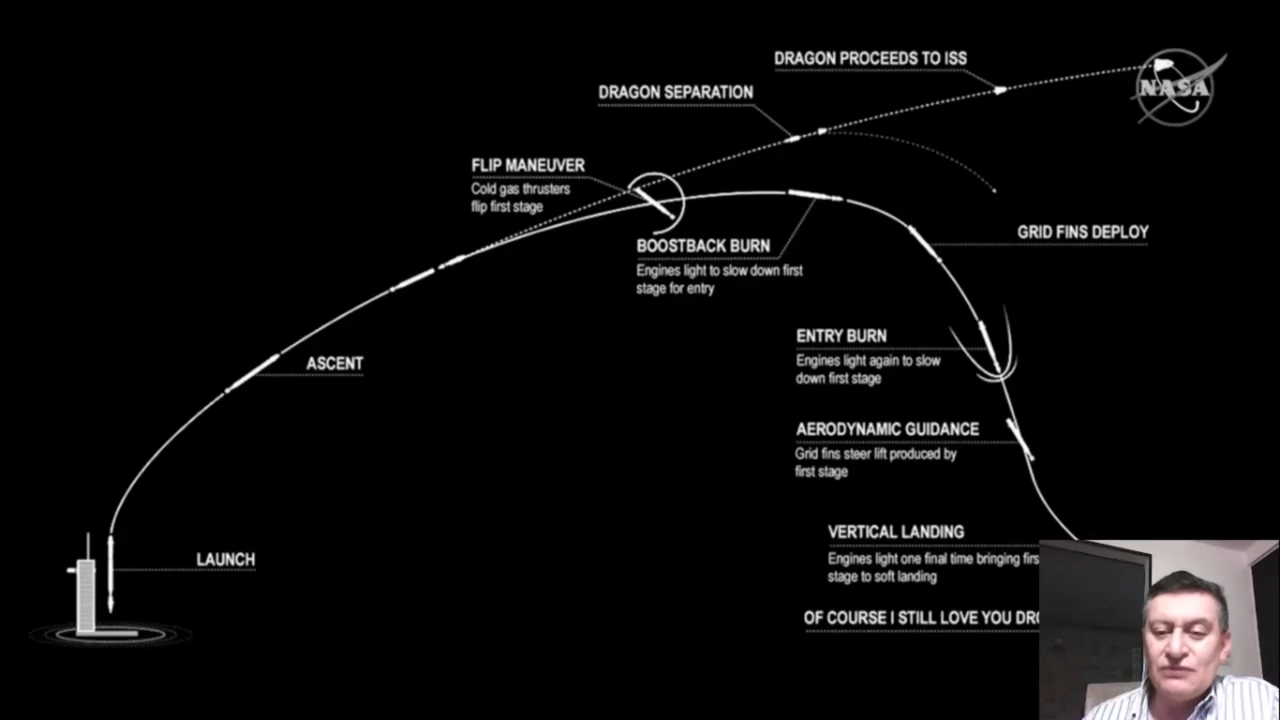 DRAGON PROCEEDS TO ISS
NASA
DRAGON SEPARATION
FLIP MANEUVER
Cold gas thrusters
flip first stage
BOOSTBACK BURN
Engines light to slow down first
stage for entry
GRID FINS DEPLOY
ENTRY BURN
Engines light again to slow
down first stage
ASCENT
AERODYNAMIC GUIDANCE
Grid fins steer lift produced by
first stage
VERTICAL LANDING
Engines light one final time bringing
stage to soft landing
LAUNCH
OF COURSE I STILL LOVE YOU